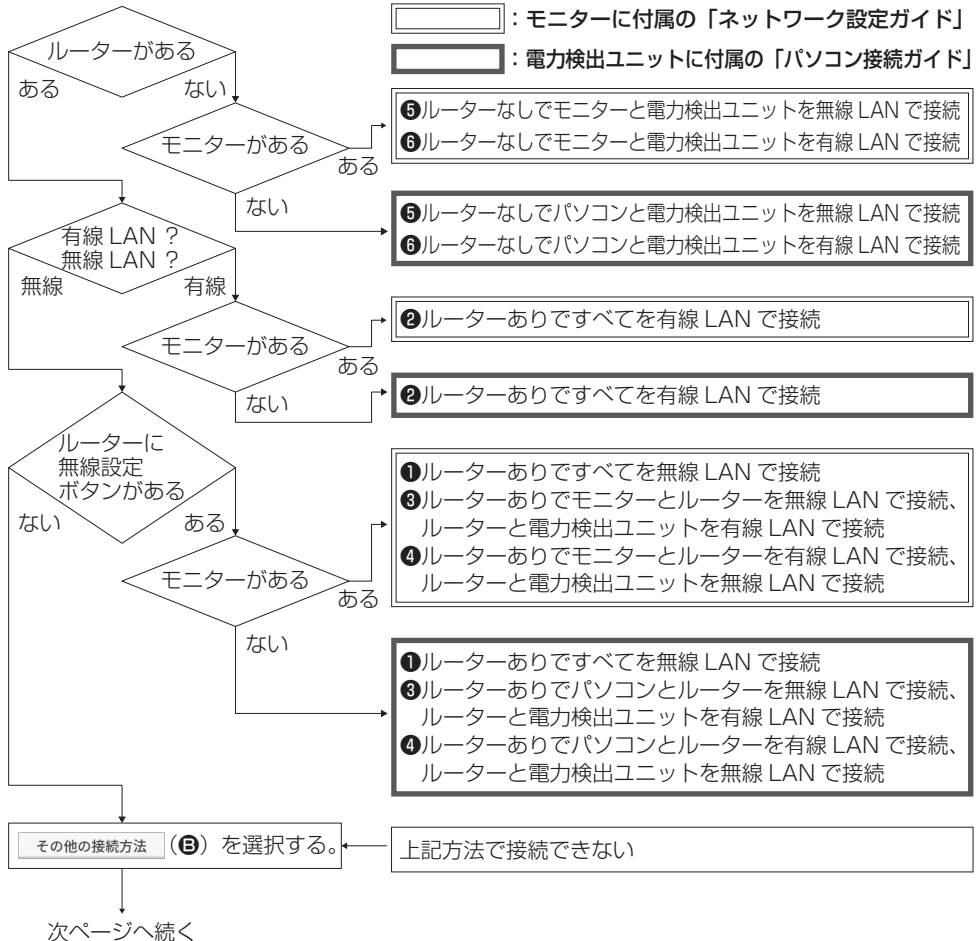 ：モニターに付属の「ネットワーク設定ガイド」
：電力検出ユニットに付属の「パソコン接続ガイド」
ルーターがある
ある
ない
モニターがある
ある
ない
❺ルーターなしでモニターと電力検出ユニットを無線 LAN で接続
❻ルーターなしでモニターと電力検出ユニットを有線 LAN で接続
❺ルーターなしでパソコンと電力検出ユニットを無線 LAN で接続
❻ルーターなしでパソコンと電力検出ユニットを有線 LAN で接続
有線 LAN ？
無線 LAN ？
無線
有線
モニターがある
ある
ない
❷ルーターありですべてを有線 LAN で接続
❷ルーターありですべてを有線 LAN で接続
ルーターに
無線設定
ボタンがある
ない
ある
モニターがある
ある
ない
❶ルーターありですべてを無線 LAN で接続
❸ルーターありでモニターとルーターを無線 LAN で接続、
ルーターと電力検出ユニットを有線 LAN で接続
❹ルーターありでモニターとルーターを有線 LAN で接続、
ルーターと電力検出ユニットを無線 LAN で接続
❶ルーターありですべてを無線 LAN で接続
❸ルーターありでパソコンとルーターを無線 LAN で接続、
ルーターと電力検出ユニットを有線 LAN で接続
❹ルーターありでパソコンとルーターを有線 LAN で接続、
ルーターと電力検出ユニットを無線 LAN で接続
その他の接続方法（🅑）を選択する。
上記方法で接続できない
次ページへ続く